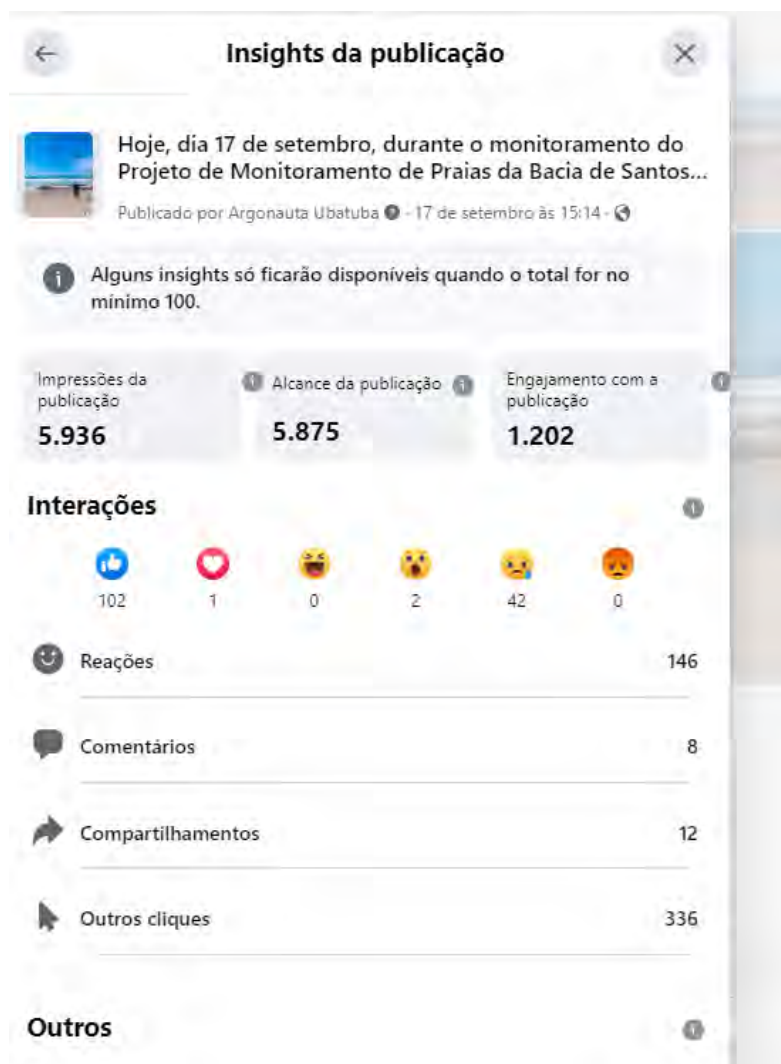 Insights da publicação
Hoje, dia 17 de setembro, durante o monitoramento do
Projeto de Monitoramento de Praias da Bacia de Santos...
Publicado por Argonauta Ubatuba · 17 de setembro às 15:14 ·
Alguns insights só ficarão disponíveis quando o total for no
mínimo 100.
Impressões da
publicação
5.936
Alcance da publicação
5.875
Engajamento com a
publicação
1.202
Interações
102 1 0 2 42 0
Reações 146
Comentários 8
Compartilhamentos 12
Outros cliques 336
Outros